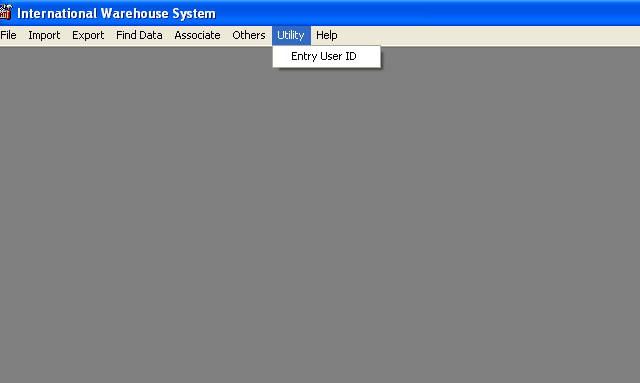 International Warehouse System
File Import Export Find Data Associate Others Utility Help
Entry User ID